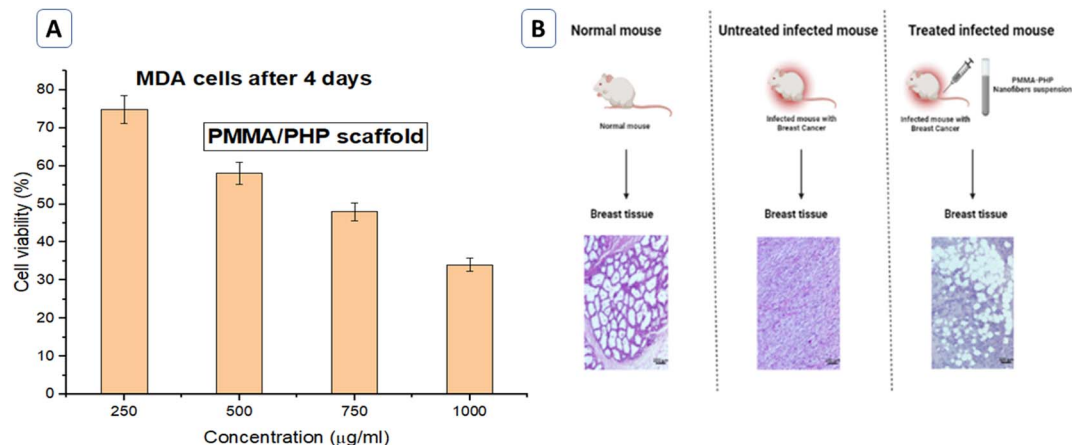 A
MDA cells after 4 days
PMMA/PHP scaffold
Cell viability (%)
80
70
60
50
40
30
20
10
0
250
500
750
1000
Concentration (µg/ml)
B
Normal mouse
Normal mouse
Breast tissue
Untreated infected mouse
Infected mouse with
Breast Cancer
Breast tissue
Treated infected mouse
PMMA-PHP
Nanofibers suspension
Infected mouse with
Breast Cancer
Breast tissue